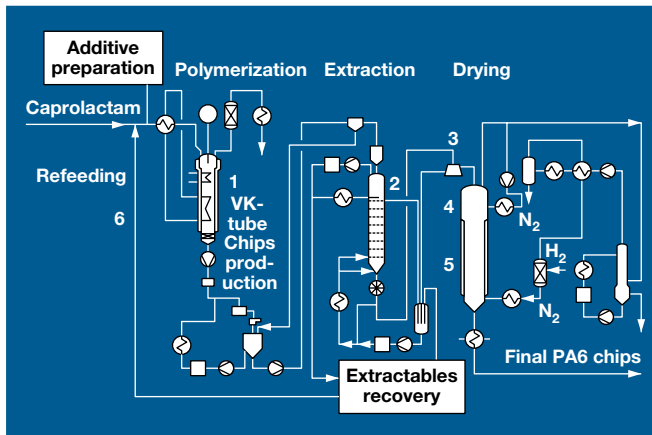 Additive
preparation
Polymerization
Extraction
Drying
Caprolactam
Refeeding
6
1
VK-
tube
Chips
prod-
uction
2
3
4
5
N2
H2
N2
Final PA6 chips
Extractables
recovery